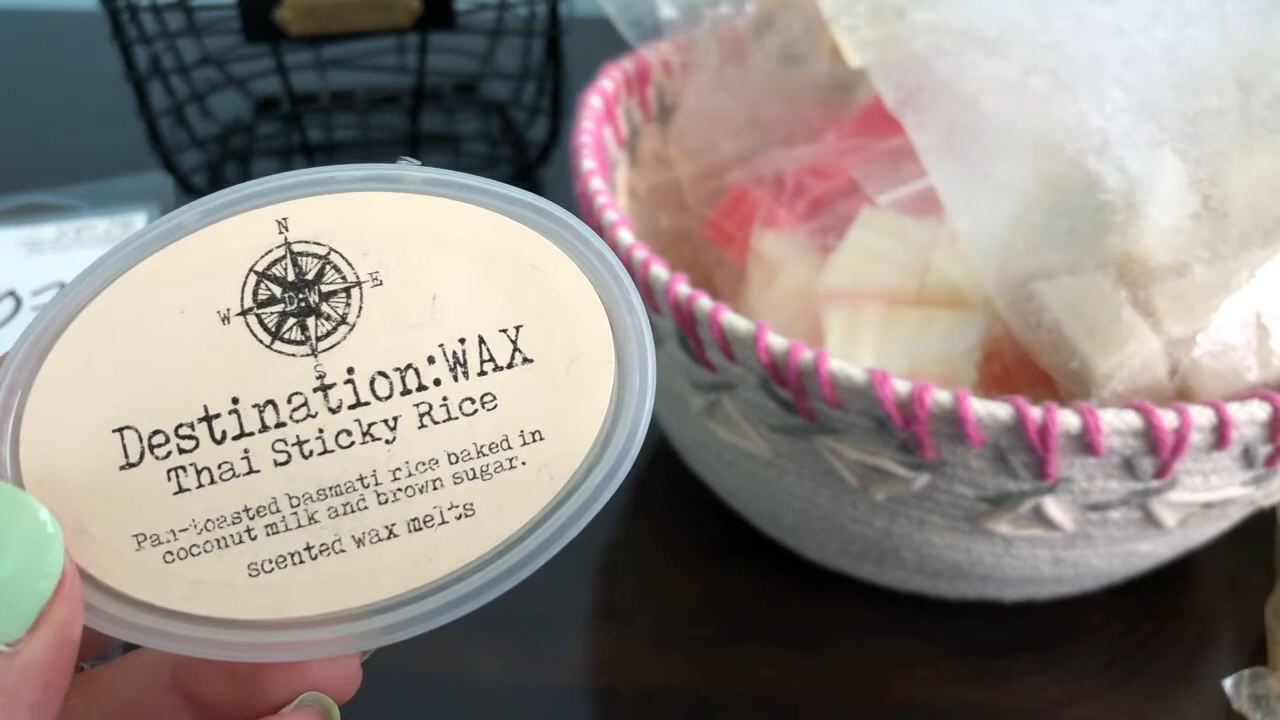 N
W D:W E
S
Destination:WAX
Thai Sticky Rice
Pan-toasted basmati rice baked in
coconut milk and brown sugar.
scented wax melts